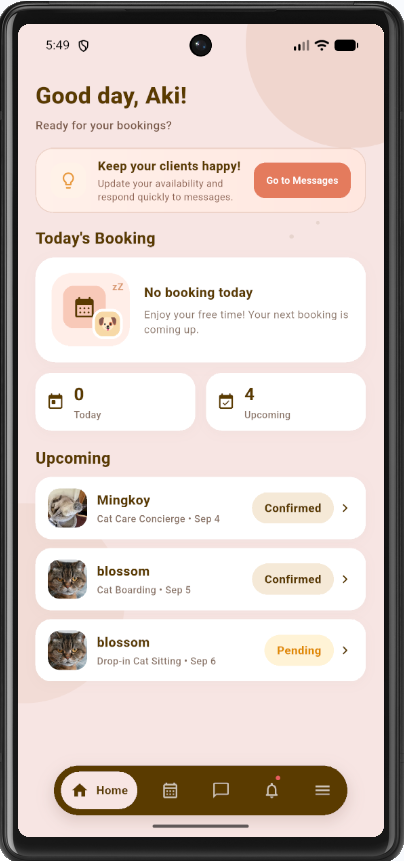 5:49
Good day, Aki!
Ready for your bookings?
Keep your clients happy!
Update your availability and
respond quickly to messages.
Go to Messages
Today's Booking
zZ
No booking today
Enjoy your free time! Your next booking is
coming up.
0
Today
4
Upcoming
Upcoming
Mingkoy
Cat Care Concierge • Sep 4
Confirmed
blossom
Cat Boarding • Sep 5
Confirmed
blossom
Drop-in Cat Sitting • Sep 6
Pending
Home